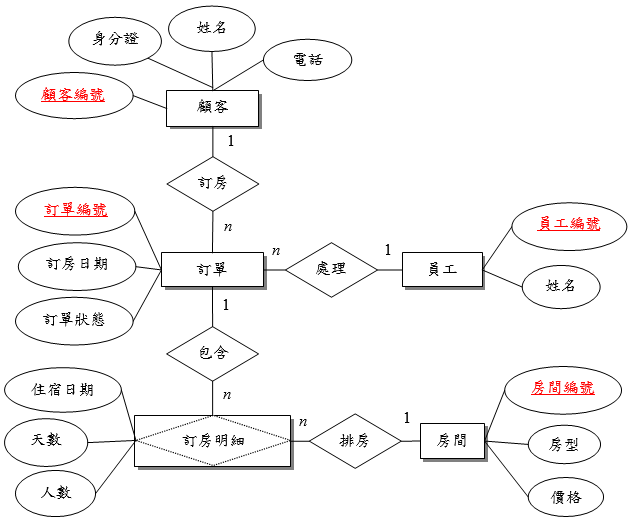 姓名
身分證
電話
顧客編號
顧客
1
訂房
訂單編號
n
員工編號
訂房日期
訂單
n
處理
1
員工
姓名
訂單狀態
1
包含
住宿日期
n
房間編號
天數
訂房明細
n
排房
1
房間
房型
人數
價格